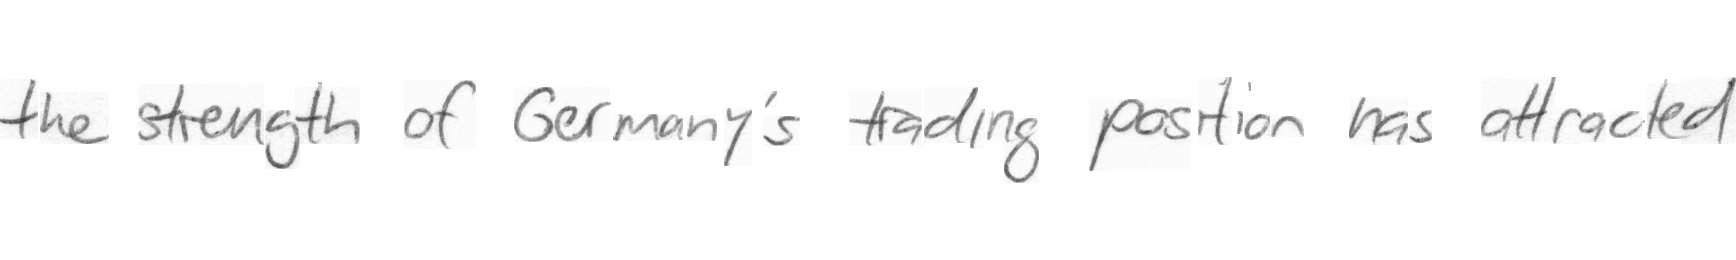 the strength of Germany's trading position has attracted